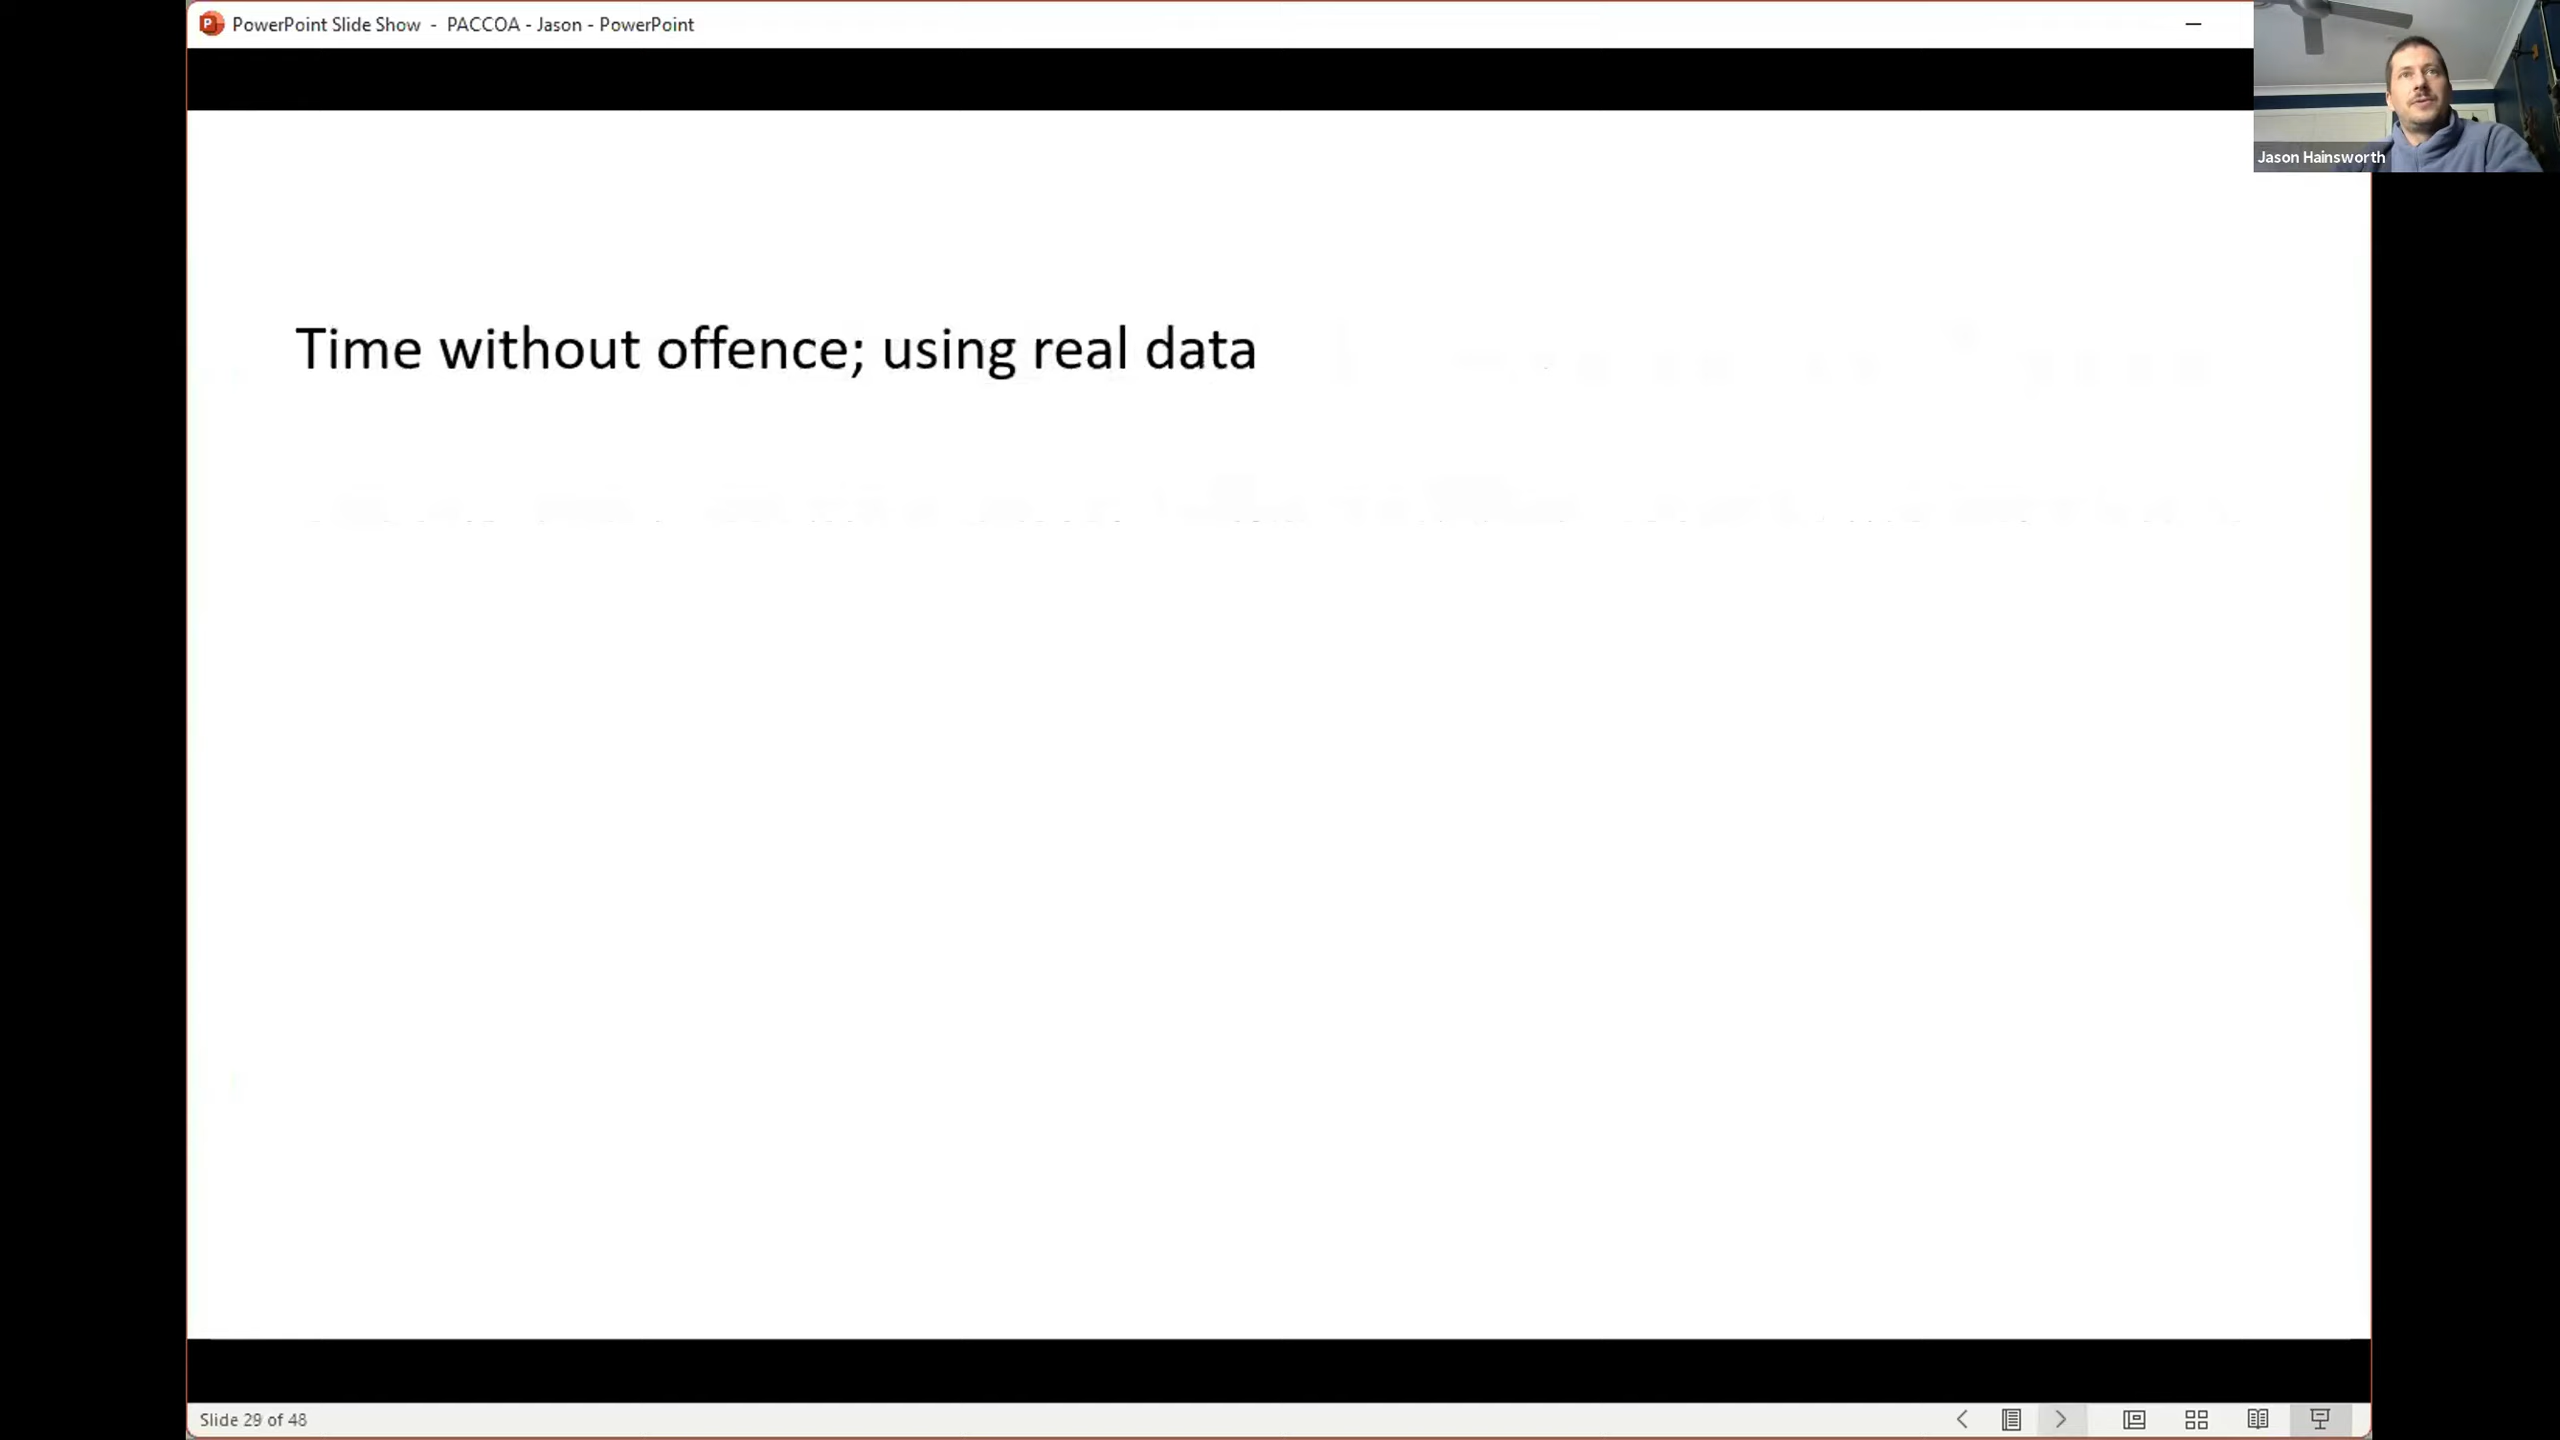 PowerPoint Slide Show - PACCOA - Jason - PowerPoint
Jason Hainsworth
Time without offence; using real data
Slide 29 of 48